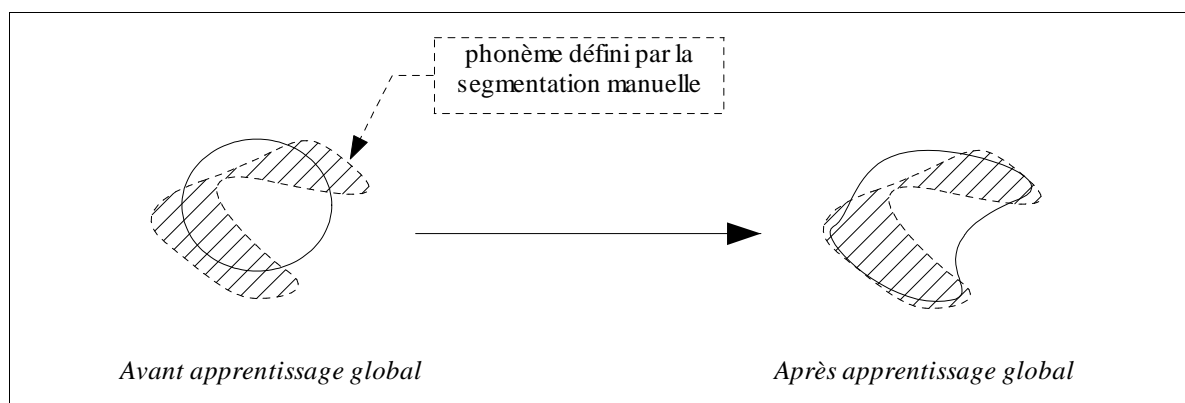 phonème défini par la
segmentation manuelle
Avant apprentissage global
Après apprentissage global